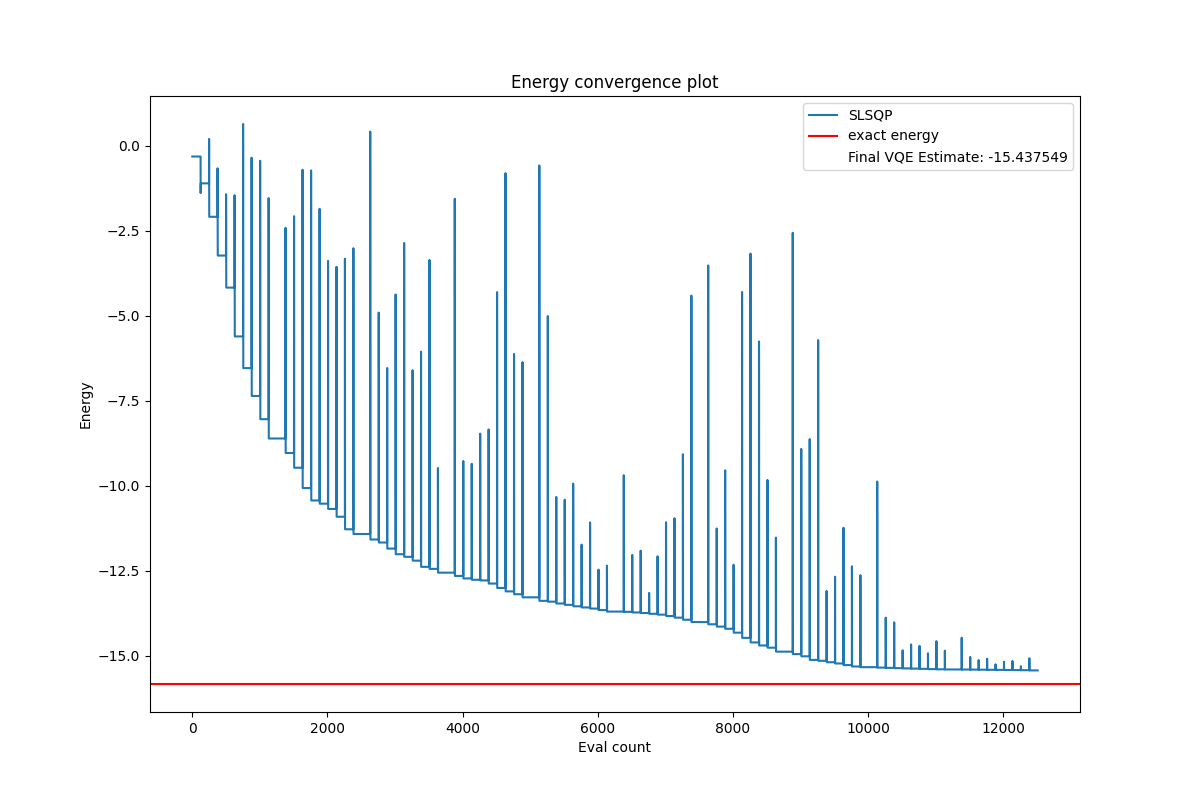 Energy convergence plot
SLSQP
exact energy
Final VQE Estimate: -15.437549
0.0
−2.5
−5.0
−7.5
−10.0
−12.5
−15.0
Energy
0
2000
4000
6000
8000
10000
12000
Eval count